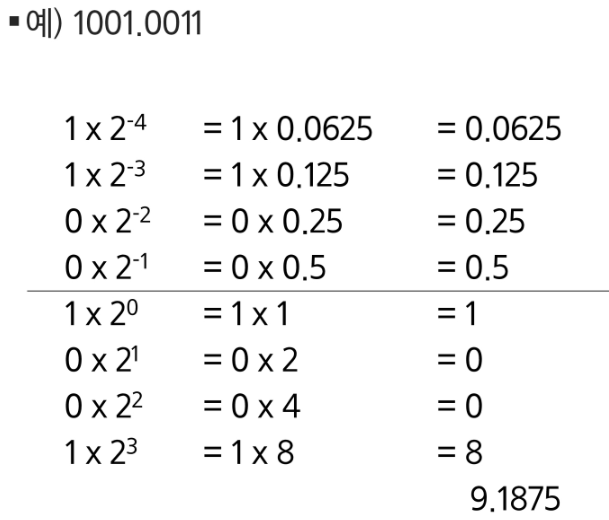 ▪ 예) 1001.0011
1 x 2⁻⁴ = 1 x 0.0625 = 0.0625
1 x 2⁻³ = 1 x 0.125 = 0.125
0 x 2⁻² = 0 x 0.25 = 0.25
0 x 2⁻¹ = 0 x 0.5 = 0.5
1 x 2⁰ = 1 x 1 = 1
0 x 2¹ = 0 x 2 = 0
0 x 2² = 0 x 4 = 0
1 x 2³ = 1 x 8 = 8
9.1875